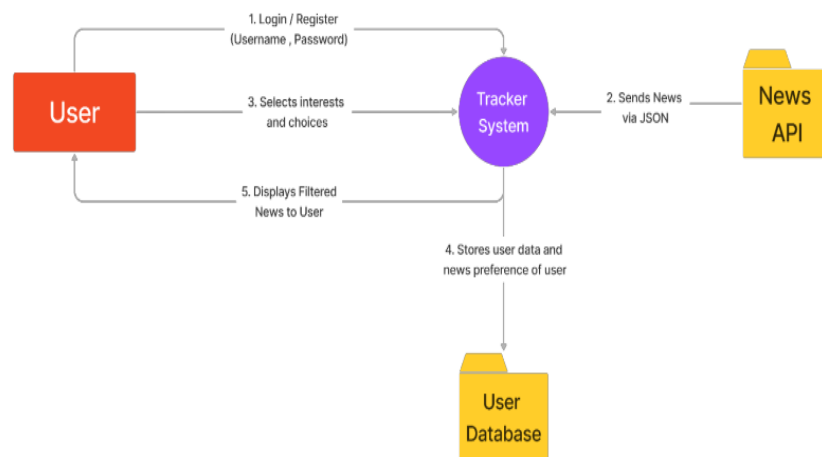 1. Login / Register
(Username , Password)
User
3. Selects interests
and choices
Tracker
System
2. Sends News
via JSON
News
API
5. Displays Filtered
News to User
4. Stores user data and
news preference of user
User
Database